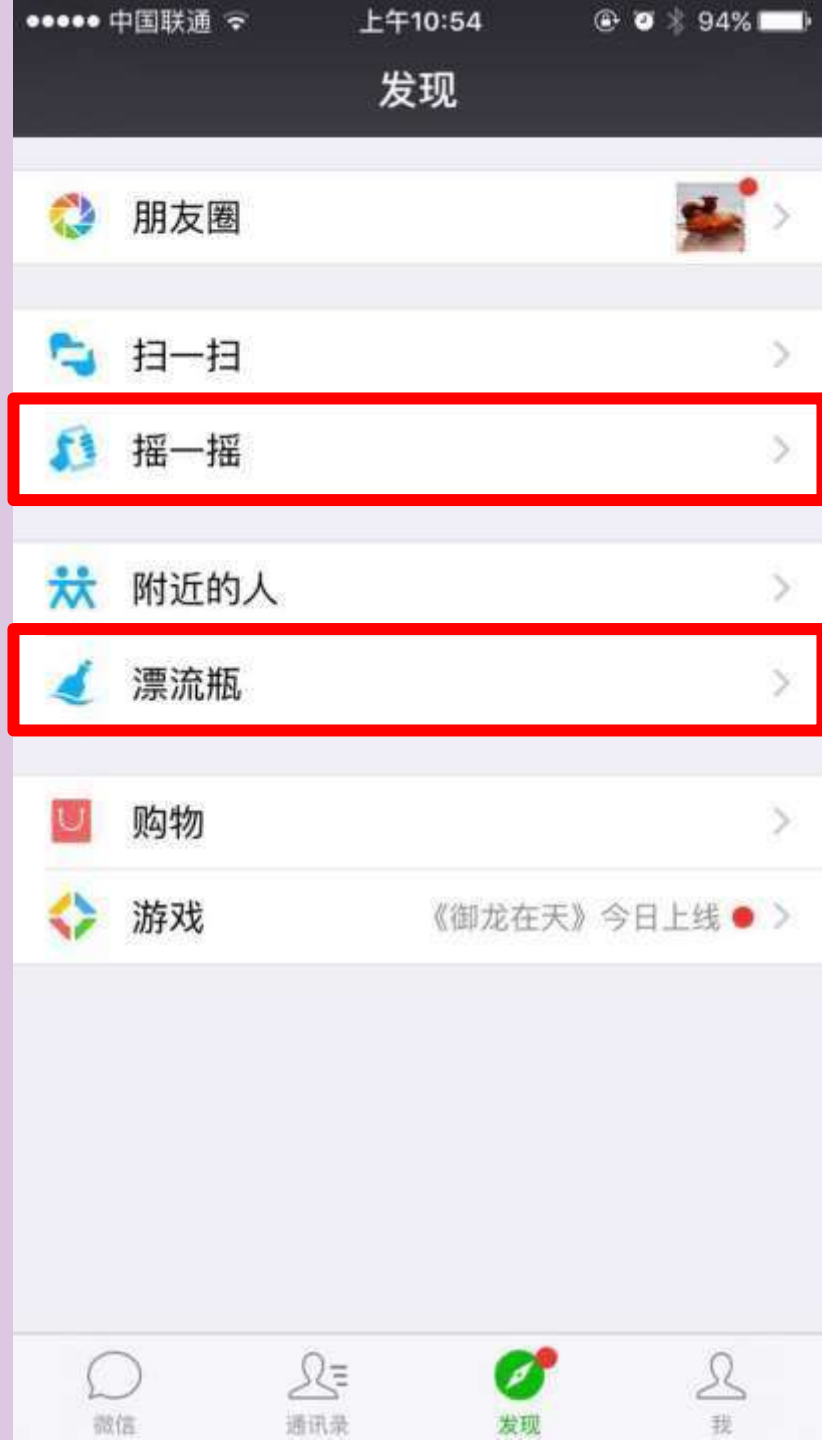 中国联通 上午10:54 94%
发现
朋友圈
扫一扫
摇一摇
附近的人
漂流瓶
购物
游戏 《御龙在天》今日上线
微信 通讯录 发现 我